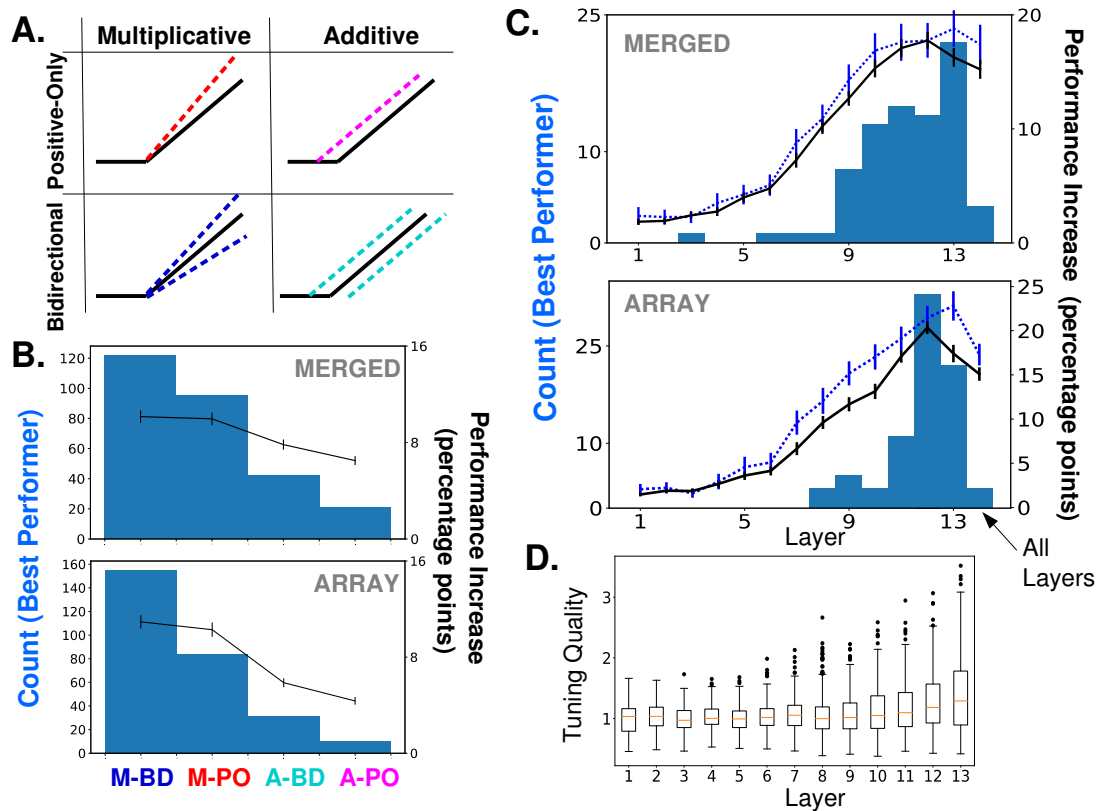 A.
Multiplicative
Additive
Positive-Only
Bidirectional
B.
MERGED
120
100
80
60
40
20
0
16
8
0
ARRAY
160
140
120
100
80
60
40
20
0
16
8
0
Count (Best Performer)
Performance Increase
(percentage points)
M-BD M-PO A-BD A-PO
C.
MERGED
25
10
0
20
10
0
1 5 9 13
ARRAY
25
10
0
25
20
15
10
5
0
1 5 9 13
Layer
Count (Best Performer)
Performance Increase
(percentage points)
All
Layers
D.
Tuning Quality
3
2
1
1 2 3 4 5 6 7 8 9 10 11 12 13
Layer